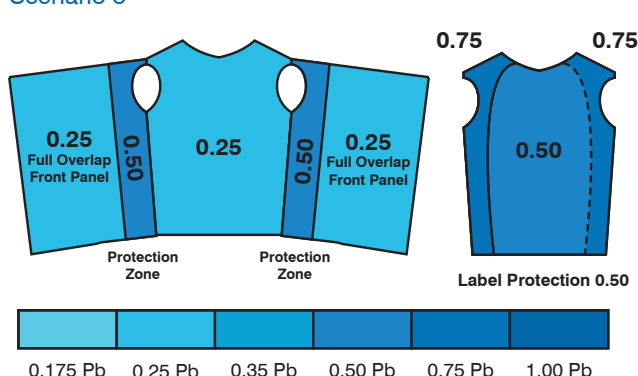 0.75
0.75
0.25
Full Overlap
Front Panel
0.50
0.25
0.50
0.25
Full Overlap
Front Panel
0.50
Protection
Zone
Protection
Zone
Label Protection 0.50
0.175 Pb
0.25 Pb
0.35 Pb
0.50 Pb
0.75 Pb
1.00 Pb